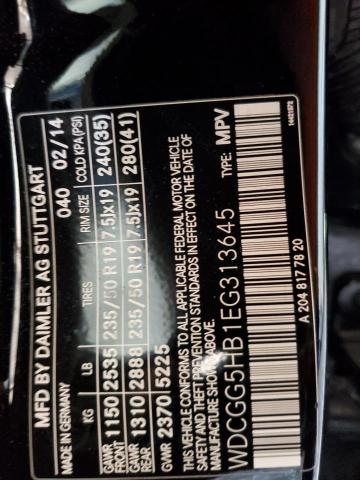 MFD BY DAIMLER AG STUTTGART
MADE IN GERMANY 040 02/14
KG LB TIRES RIM SIZE COLD KPA(PSI)
GAWR FRONT 1150 2535 235/50 R19 7.5Jx19 240(35)
GAWR REAR 1310 2888 235/50 R19 7.5Jx19 280(41)
GVWR 2370 5225
VEHICLE CONFORMS TO ALL APPLICABLE FEDERAL MOTOR VEHICLE
SAFETY AND THEFT PREVENTION STANDARDS IN EFFECT ON THE DATE OF
MANUFACTURE SHOWN ABOVE.
WDCGG5HB1EG313645 TYPE: MPV
A 204 817 78 20